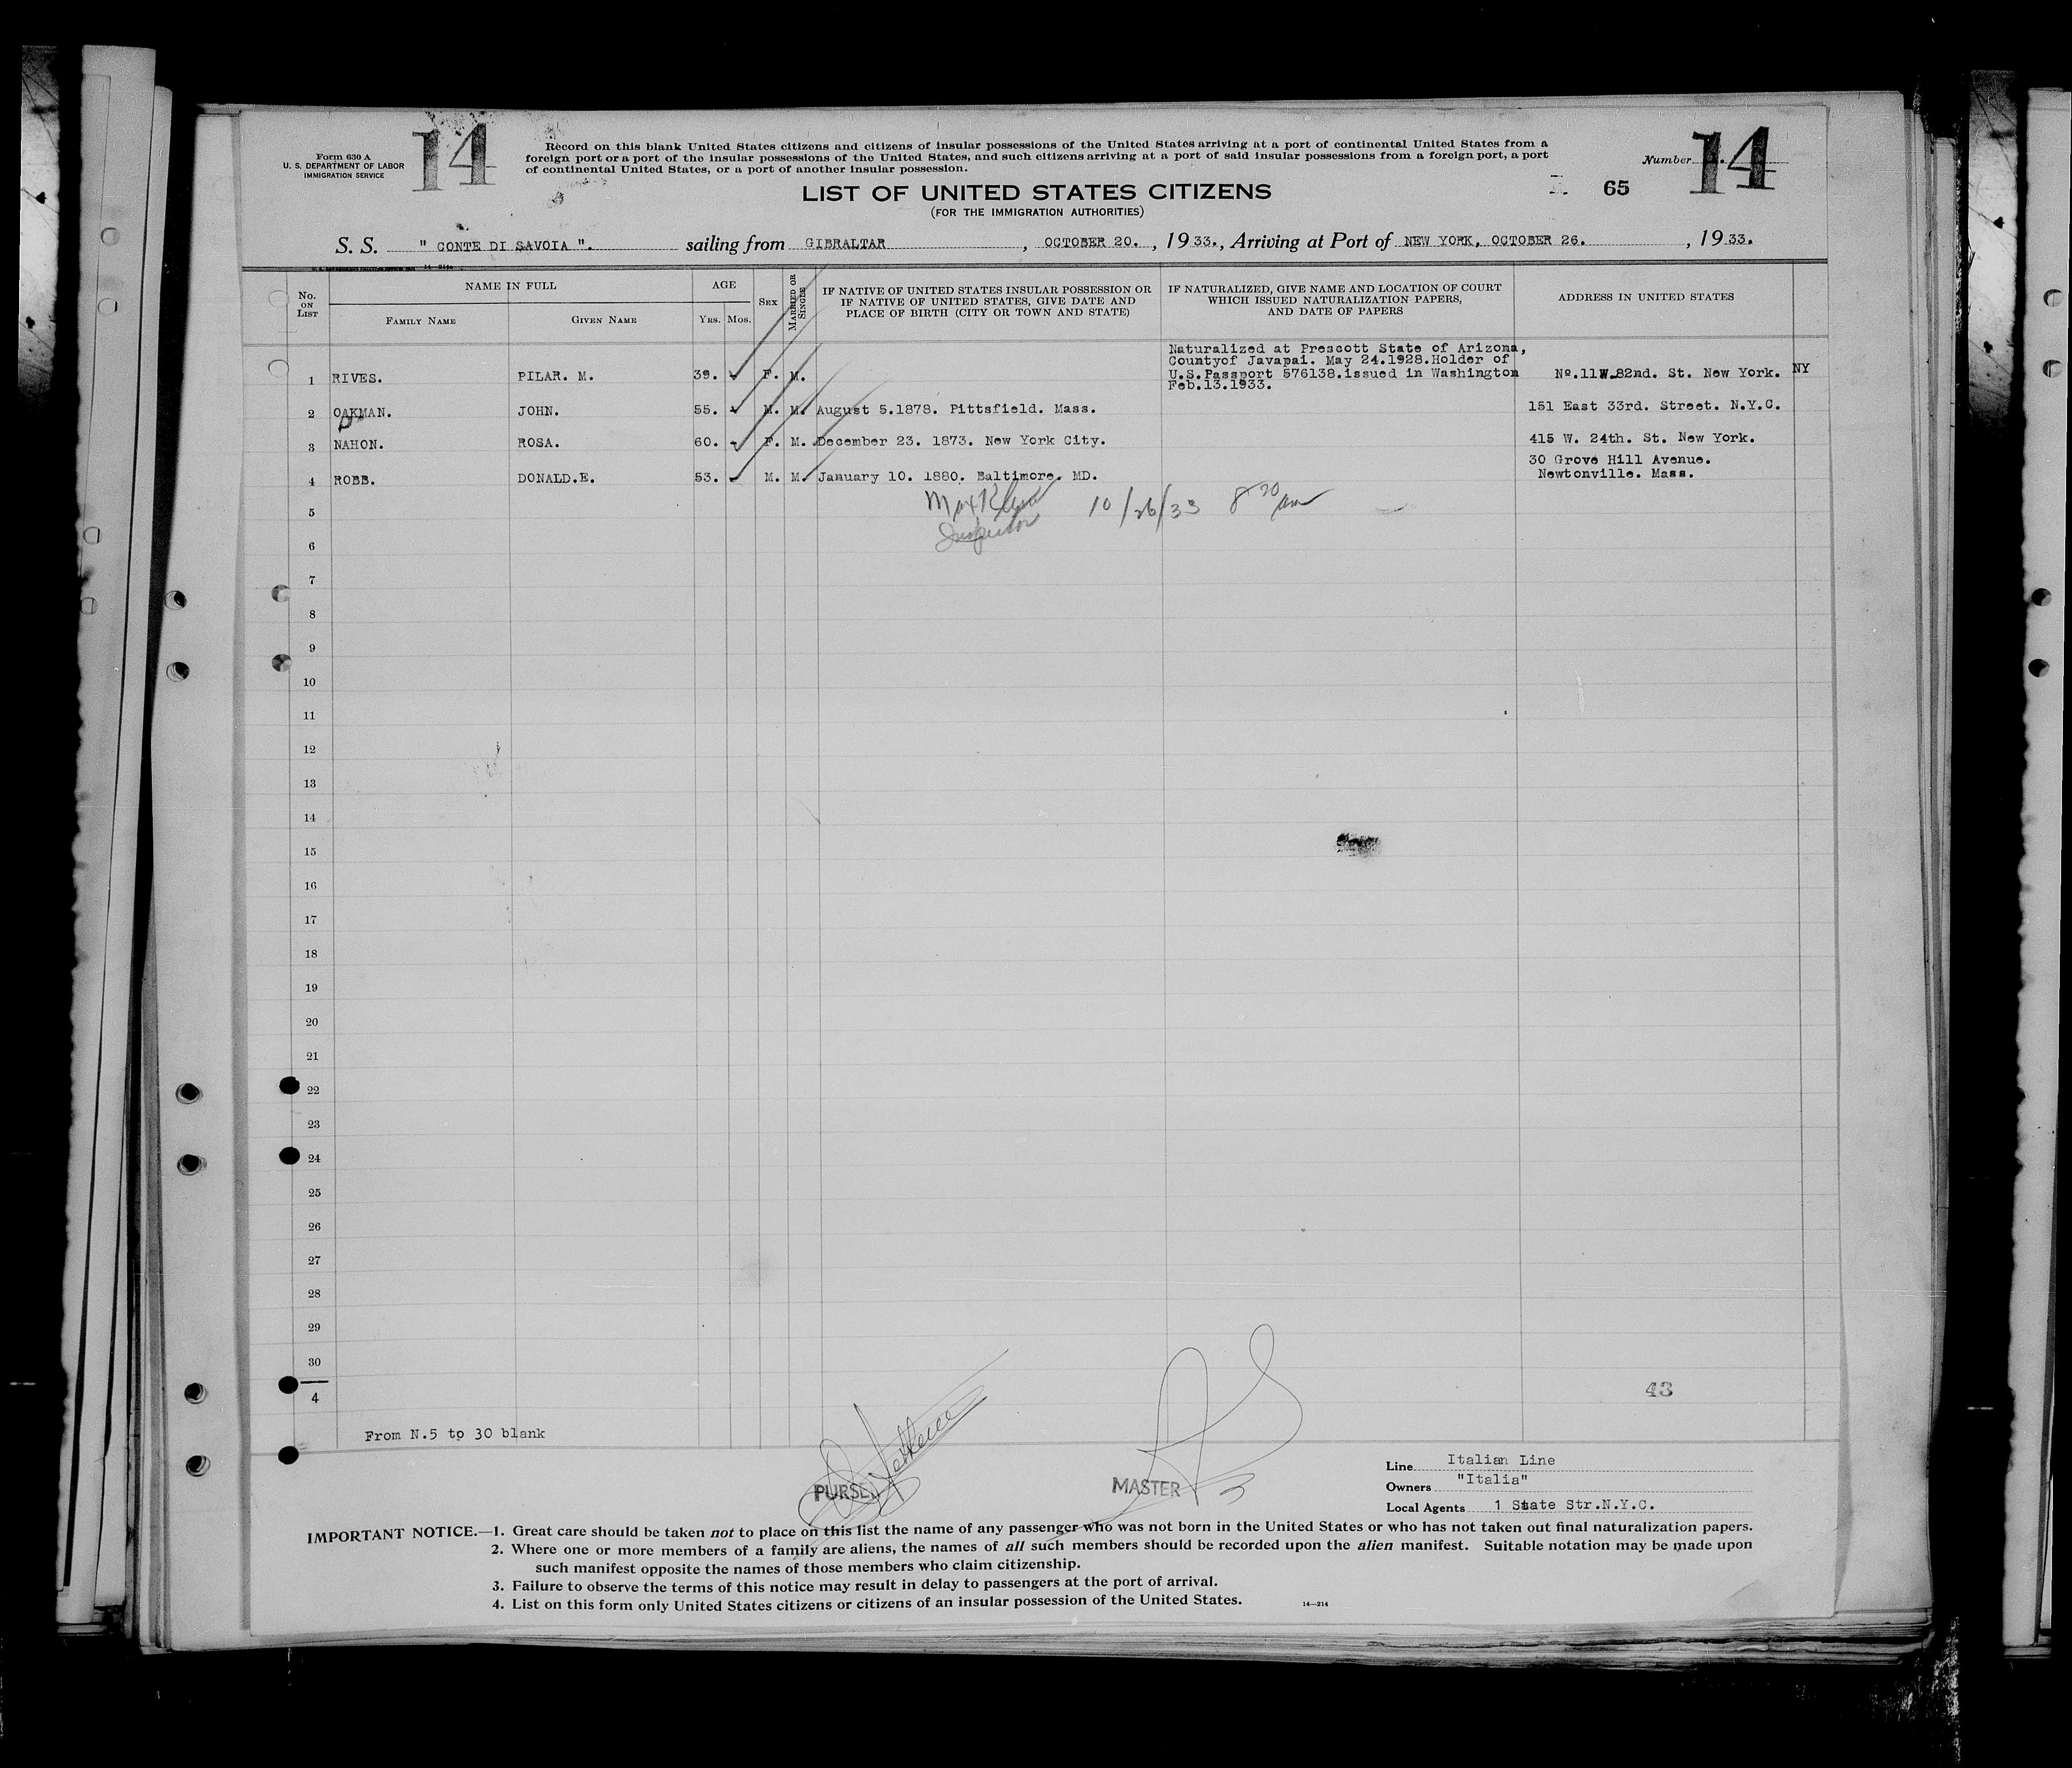 Form 630 A
U. S. DEPARTMENT OF LABOR
IMMIGRATION SERVICE
14
Record on this blank United States citizens and citizens of insular possessions of the United States arriving at a port of continental United States from a
foreign port or a port of the insular possessions of the United States, and such citizens arriving at a port of said insular possessions from a foreign port, a port
of continental United States, or a port of another insular possession.
Number 14
65
LIST OF UNITED STATES CITIZENS
(FOR THE IMMIGRATION AUTHORITIES)
S. S. " CONTE DI SAVOIA ". sailing from GIBRALTAR , OCTOBER 20. , 1933., Arriving at Port of NEW YORK, OCTOBER 26. , 1933.
No. ON LIST
NAME IN FULL
FAMILY NAME
GIVEN NAME
AGE
YRS. MOS.
SEX
MARRIED OR SINGLE
IF NATIVE OF UNITED STATES INSULAR POSSESSION OR
IF NATIVE OF UNITED STATES, GIVE DATE AND
PLACE OF BIRTH (CITY OR TOWN AND STATE)
IF NATURALIZED, GIVE NAME AND LOCATION OF COURT
WHICH ISSUED NATURALIZATION PAPERS,
AND DATE OF PAPERS
ADDRESS IN UNITED STATES
Naturalized at Prescott State of Arizona,
Countyof Javapai. May 24.1928.Holder of
1 RIVES. PILAR. M. 39. F. M. U.S.Passport 576138.issued in Washington No.11W.82nd. St. New York. NY
Feb.13.1933.
2 OAKMAN. JOHN. 55. M. M. August 5.1878. Pittsfield. Mass. 151 East 33rd. Street. N.Y.C.
3 NAHON. ROSA. 60. F. M. December 23. 1873. New York City. 415 W. 24th. St. New York.
30 Grove Hill Avenue.
4 ROBB. DONALD.E. 53. M. M. January 10. 1880. Baltimore. MD. Newtonville. Mass.
10/26/33 8 30 am
Inspector
5
6
7
8
9
10
11
12
13
14
15
16
17
18
19
20
21
22
23
24
25
26
27
28
29
30
4
43
From N.5 to 30 blank
PURSER
MASTER
Line Italian Line
Owners "Italia"
Local Agents 1 State Str.N.Y.C.
IMPORTANT NOTICE.—1. Great care should be taken not to place on this list the name of any passenger who was not born in the United States or who has not taken out final naturalization papers.
2. Where one or more members of a family are aliens, the names of all such members should be recorded upon the alien manifest. Suitable notation may be made upon
such manifest opposite the names of those members who claim citizenship.
3. Failure to observe the terms of this notice may result in delay to passengers at the port of arrival.
4. List on this form only United States citizens or citizens of an insular possession of the United States.
14—214